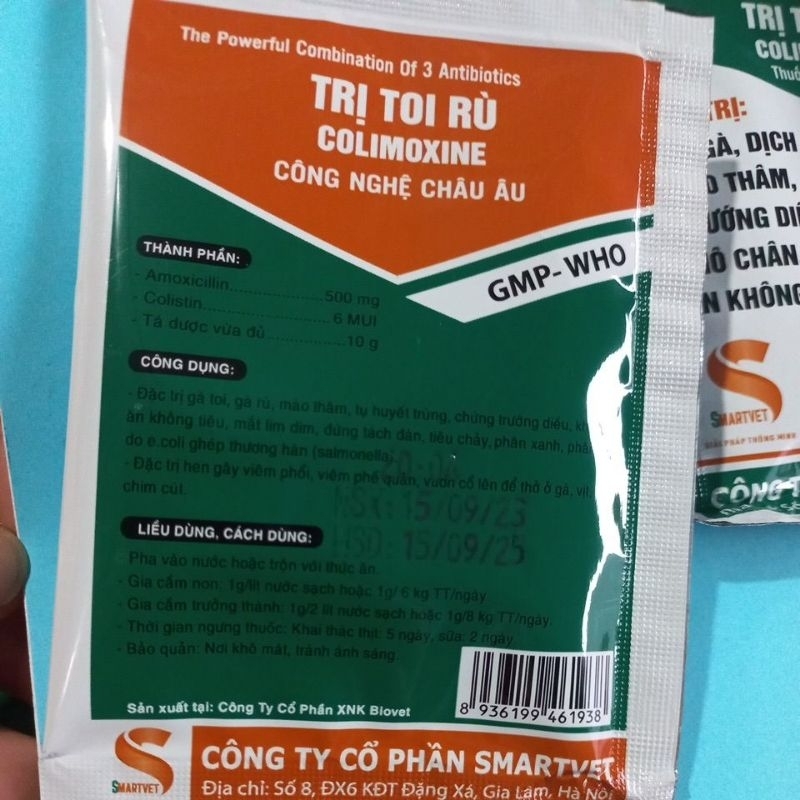 The Powerful Combination Of 3 Antibiotics
TRỊ TOI RÙ
COLIMOXINE
CÔNG NGHỆ CHÂU ÂU
GMP-WHO
THÀNH PHẦN:
- Amoxicillin..............500 mg
- Colistin..............6 MUI
- Tá dược vừa đủ..............10 g
CÔNG DỤNG:
- Đặc trị gà toi, gà rù, mào thâm, tụ huyết trùng, chứng trướng diều,
ăn không tiêu, mắt lim dim, đứng tách đàn, tiêu chảy, phân xanh,
do e.coli ghép thương hàn (salmonella)
- Đặc trị hen gây viêm phổi, viêm phế quản, vươn cổ lên để thở ở gà, vịt,
chim cút.
NSX: 15/09/23
HSD: 15/09/25
LIỀU DÙNG, CÁCH DÙNG:
Pha vào nước hoặc trộn với thức ăn.
- Gia cầm non: 1g/lít nước sạch hoặc 1g/ 6 kg TT/ngày.
- Gia cầm trưởng thành: 1g/2 lít nước sạch hoặc 1g/8 kg TT/ngày.
- Thời gian ngưng thuốc: Khai thác thịt: 5 ngày, sữa: 2 ngày.
- Bảo quản: Nơi khô mát, tránh ánh sáng.
Sản xuất tại: Công Ty Cổ Phần XNK Biovet
8 936199 461938
SMARTVET
CÔNG TY CỔ PHẦN SMARTVET
Địa chỉ: Số 8, ĐX6 KĐT Đặng Xá, Gia Lâm, Hà Nội
TRỊ T
COLI
Thuố
TRỊ:
GÀ, DỊCH
THÂM,
ƯỚNG DI
Ô CHÂN
N KHÔNG
SMARTVET
GIẢI PHÁP THÔNG MINH
CÔNG T